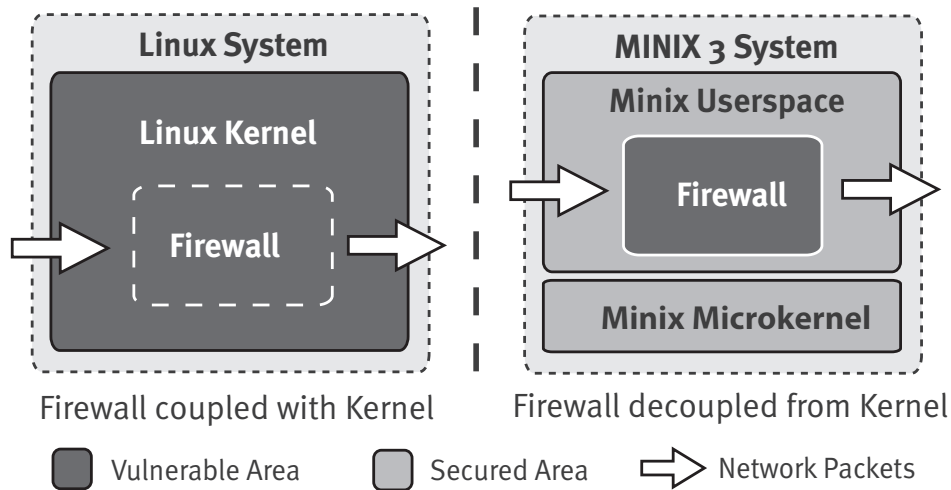 Linux System
Linux Kernel
Firewall
MINIX 3 System
Minix Userspace
Firewall
Minix Microkernel
Firewall coupled with Kernel
Firewall decoupled from Kernel
Vulnerable Area
Secured Area
Network Packets